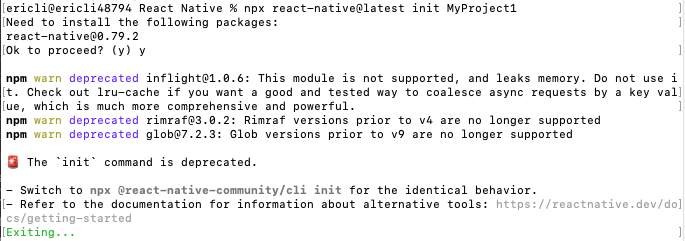 [ericli@ericli48794 React Native % npx react-native@latest init MyProject1 ]
Need to install the following packages:
react-native@0.79.2
[Ok to proceed? (y) y ]
npm warn deprecated inflight@1.0.6: This module is not supported, and leaks memory. Do not use i
[t. Check out lru-cache if you want a good and tested way to coalesce async requests by a key val]
[ue, which is much more comprehensive and powerful. ]
npm warn deprecated rimraf@3.0.2: Rimraf versions prior to v4 are no longer supported
npm warn deprecated glob@7.2.3: Glob versions prior to v9 are no longer supported
🚨 The `init` command is deprecated.
- Switch to npx @react-native-community/cli init for the identical behavior.
[- Refer to the documentation for information about alternative tools: https://reactnative.dev/do]
cs/getting-started
[Exiting... ]